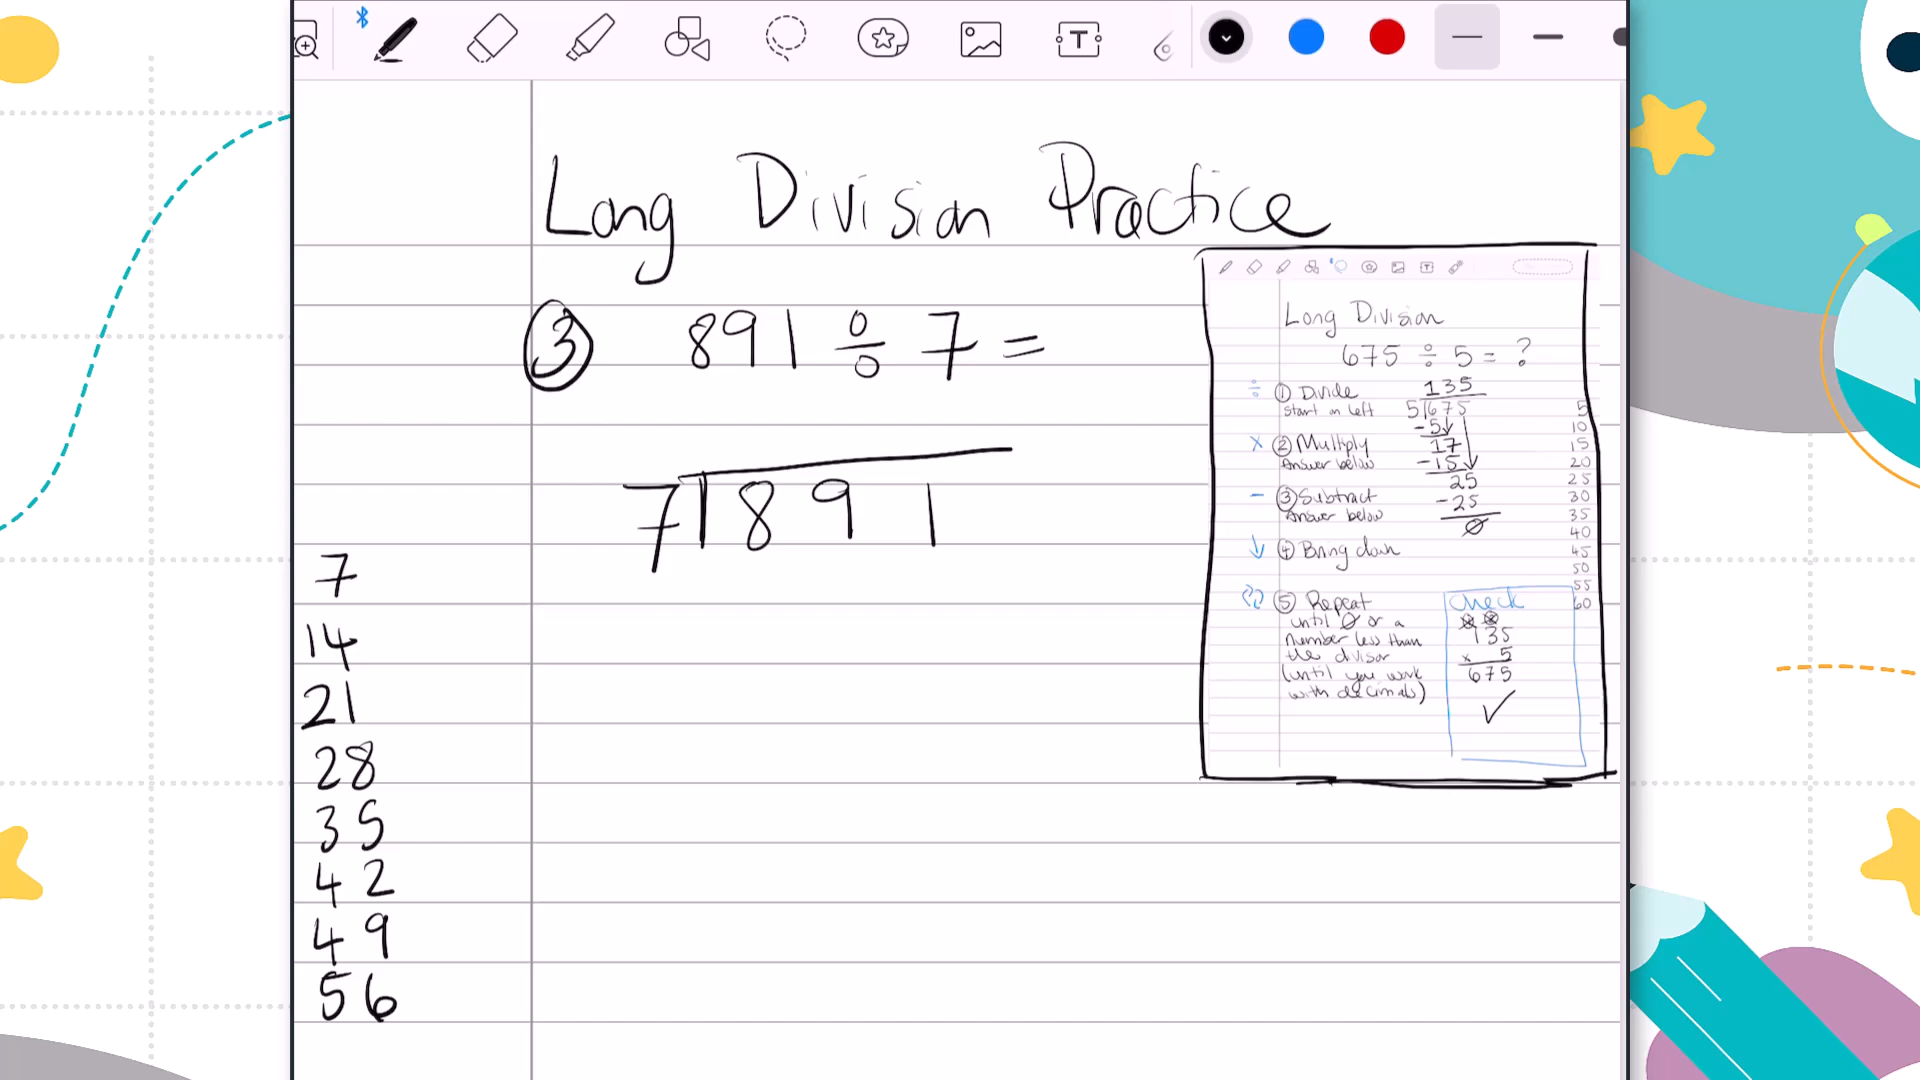 Long Division Practice
③ 891 ÷ 7 =
7 891
7
14
21
28
35
42
49
56
T
Long Division
675 ÷ 5 = ?
÷ ① Divide
Start on left
135
5 675
-5
17
-15
25
-25
0
x ② Multiply
Answer below
- ③ Subtract
Answer below
↓ ④ Bring down
⑤ Repeat
until 0 or a
number less than
the divisor
(until you work
with decimals)
Check
135
x 5
675
✓
5
10
15
20
25
30
35
40
45
50
55
60